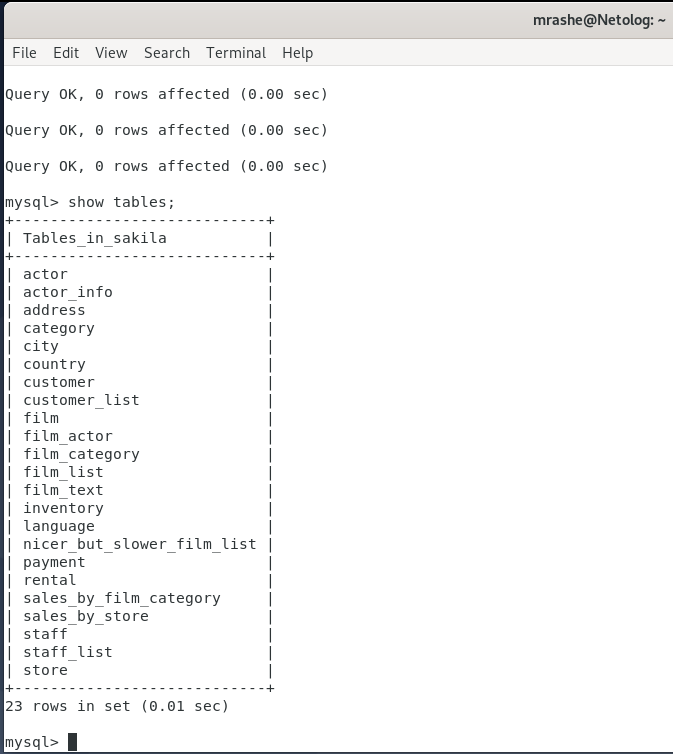 mrashe@Netolog: ~
File Edit View Search Terminal Help
Query OK, 0 rows affected (0.00 sec)
Query OK, 0 rows affected (0.00 sec)
Query OK, 0 rows affected (0.00 sec)
mysql> show tables;
+----------------------------+
| Tables_in_sakila           |
+----------------------------+
| actor                      |
| actor_info                 |
| address                    |
| category                   |
| city                       |
| country                    |
| customer                   |
| customer_list              |
| film                       |
| film_actor                 |
| film_category              |
| film_list                  |
| film_text                  |
| inventory                  |
| language                   |
| nicer_but_slower_film_list |
| payment                    |
| rental                     |
| sales_by_film_category     |
| sales_by_store             |
| staff                      |
| staff_list                 |
| store                      |
+----------------------------+
23 rows in set (0.01 sec)
mysql>